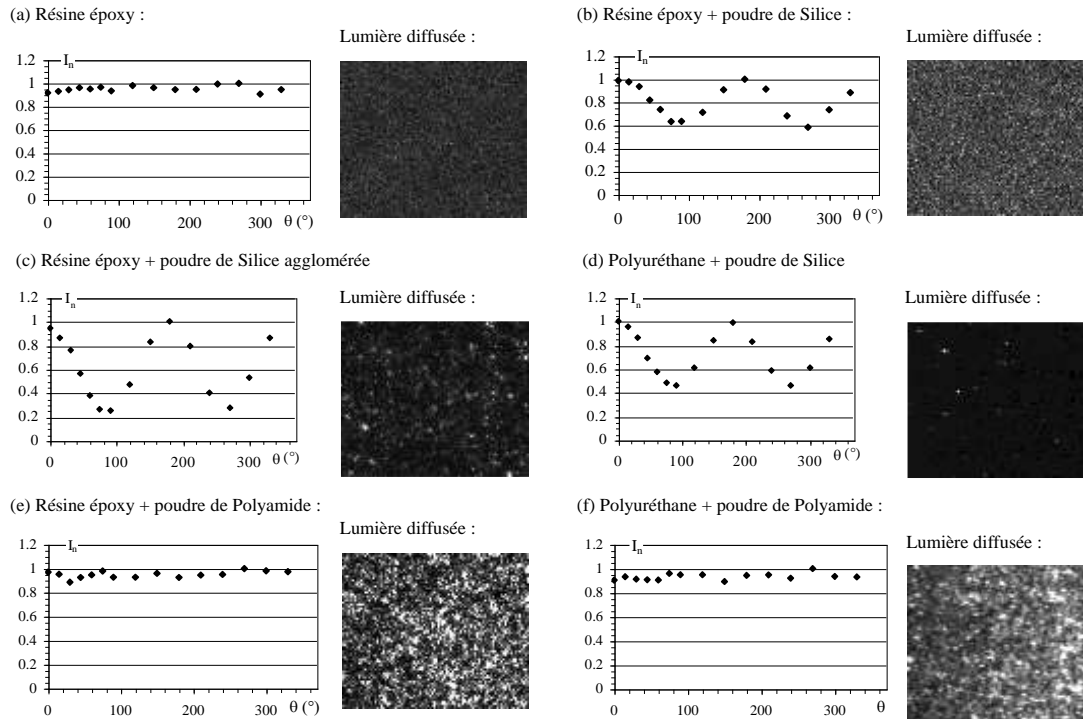 (a) Résine époxy :
Lumière diffusée :
I_n
1.2
1
0.8
0.6
0.4
0.2
0
0 100 200 300 θ (°)
(b) Résine époxy + poudre de Silice :
Lumière diffusée :
I_n
1.2
1
0.8
0.6
0.4
0.2
0
0 100 200 300 θ (°)
(c) Résine époxy + poudre de Silice agglomérée
Lumière diffusée :
I_n
1.2
1
0.8
0.6
0.4
0.2
0
0 100 200 300 θ (°)
(d) Polyuréthane + poudre de Silice
Lumière diffusée :
I_n
1.2
1
0.8
0.6
0.4
0.2
0
0 100 200 300 θ (°)
(e) Résine époxy + poudre de Polyamide :
Lumière diffusée :
I_n
1.2
1
0.8
0.6
0.4
0.2
0
0 100 200 300 θ (°)
(f) Polyuréthane + poudre de Polyamide :
Lumière diffusée :
I_n
1.2
1
0.8
0.6
0.4
0.2
0
0 100 200 300 θ